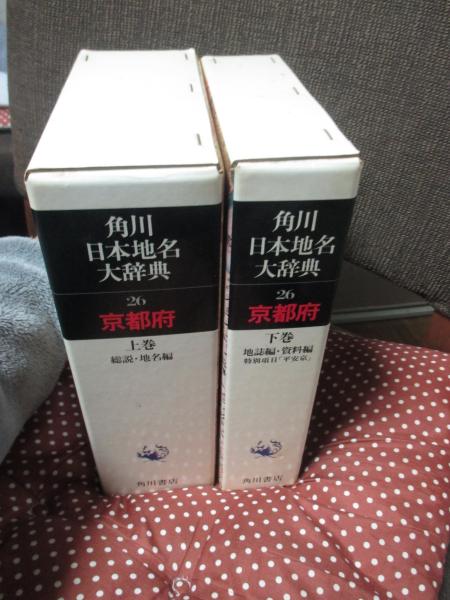 角川
日本地名
大辞典
26
京都府
上巻
総説・地名編
角川書店
角川
日本地名
大辞典
26
京都府
下巻
地誌編・資料編
特別項目「平安京」
角川書店